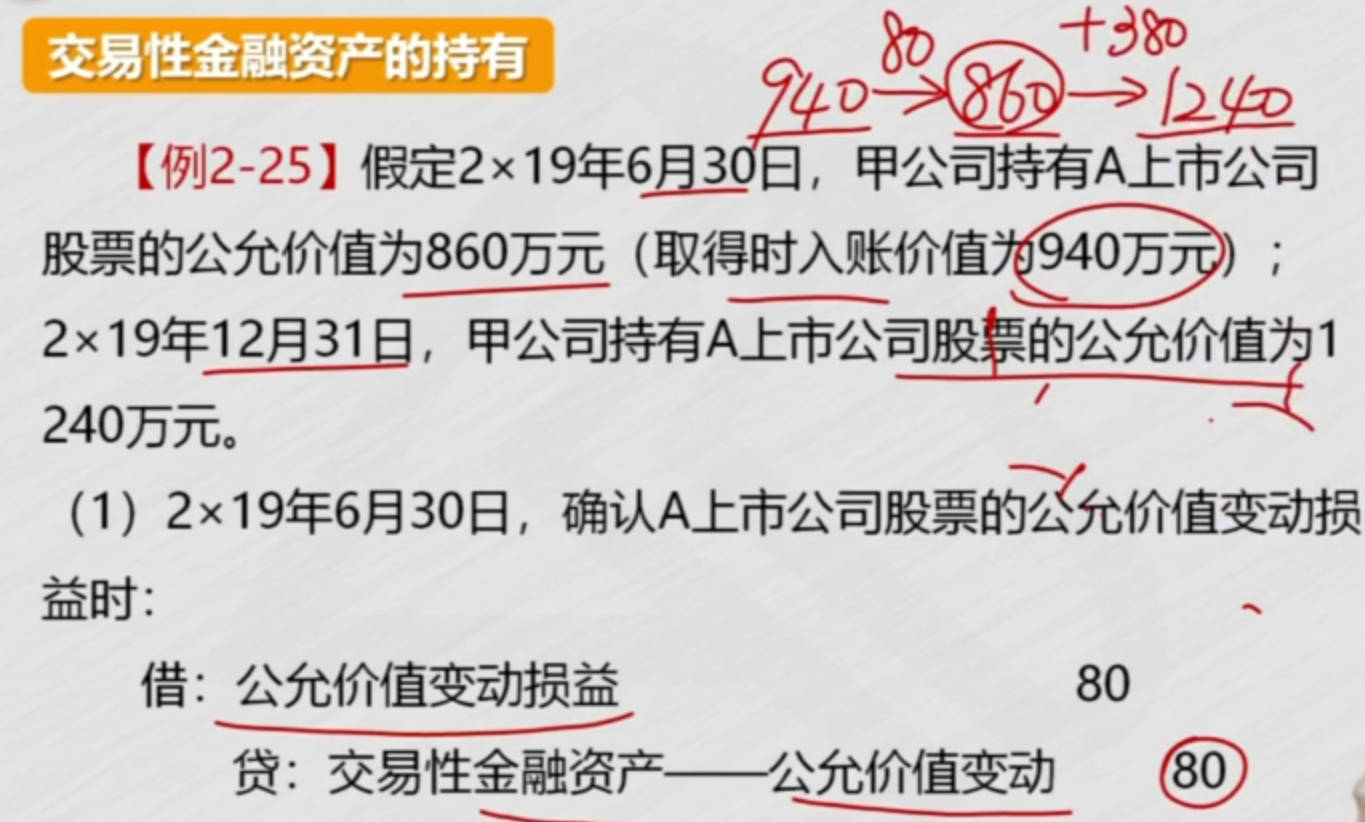 交易性金融资产的持有
940 → 80 860 → +380 1240
【例2-25】假定2×19年6月30日，甲公司持有A上市公司
股票的公允价值为860万元（取得时入账价值为940万元）；
2×19年12月31日，甲公司持有A上市公司股票的公允价值为1
240万元。
（1）2×19年6月30日，确认A上市公司股票的公允价值变动损
益时：
借：公允价值变动损益 80
贷：交易性金融资产——公允价值变动 80